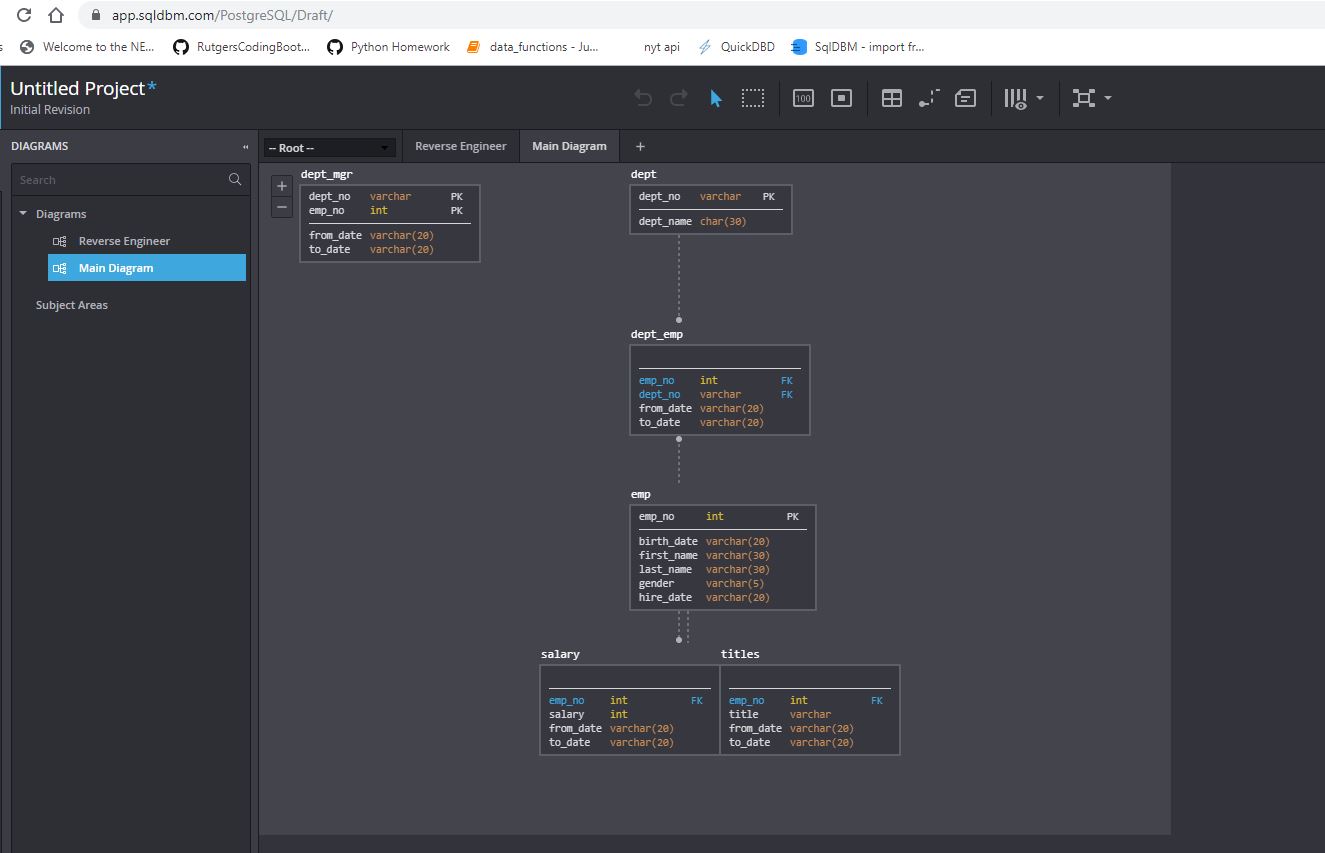 app.sqldbm.com/PostgreSQL/Draft/
s Welcome to the NE... RutgersCodingBoot... Python Homework data_functions - Ju... nyt api QuickDBD SqlDBM - import fr...
Untitled Project*
Initial Revision
100
DIAGRAMS
-- Root -- Reverse Engineer Main Diagram +
Search
Diagrams
Reverse Engineer
Main Diagram
Subject Areas
+
−
dept_mgr
dept_no varchar PK
emp_no int PK
from_date varchar(20)
to_date varchar(20)
dept
dept_no varchar PK
dept_name char(30)
dept_emp
emp_no int FK
dept_no varchar FK
from_date varchar(20)
to_date varchar(20)
emp
emp_no int PK
birth_date varchar(20)
first_name varchar(30)
last_name varchar(30)
gender varchar(5)
hire_date varchar(20)
salary
emp_no int FK
salary int
from_date varchar(20)
to_date varchar(20)
titles
emp_no int FK
title varchar
from_date varchar(20)
to_date varchar(20)